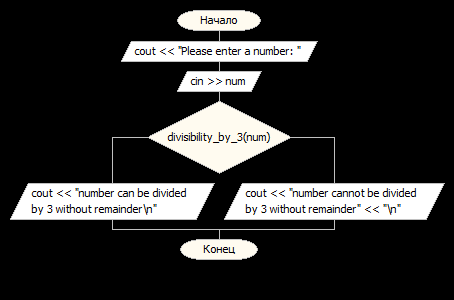 Начало
cout << "Please enter a number: "
cin >> num
divisibility_by_3(num)
cout << "number can be divided
by 3 without remainder\n"
cout << "number cannot be divided
by 3 without remainder" << "\n"
Конец